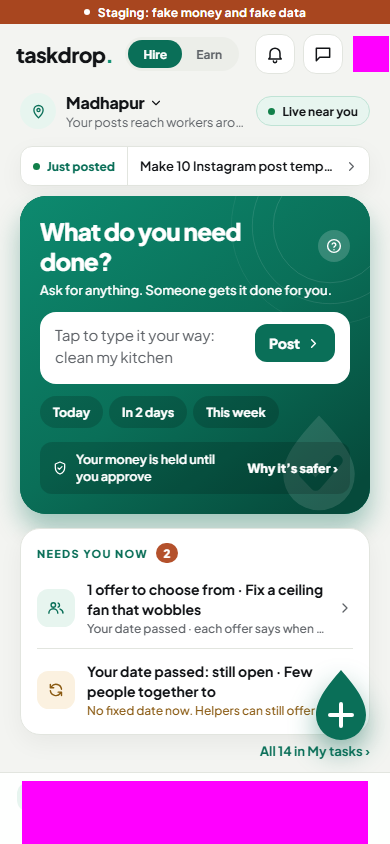 Staging: fake money and fake data
taskdrop.
Hire
Earn
Madhapur
Your posts reach workers aro...
Live near you
Just posted
Make 10 Instagram post temp...
What do you need
done?
Ask for anything. Someone gets it done for you.
Tap to type it your way:
clean my kitchen
Post
Today
In 2 days
This week
Your money is held until
you approve
Why it's safer ›
NEEDS YOU NOW 2
1 offer to choose from · Fix a ceiling
fan that wobbles
Your date passed · each offer says when ...
Your date passed: still open · Few
people together to
No fixed date now. Helpers can still offer
All 14 in My tasks ›